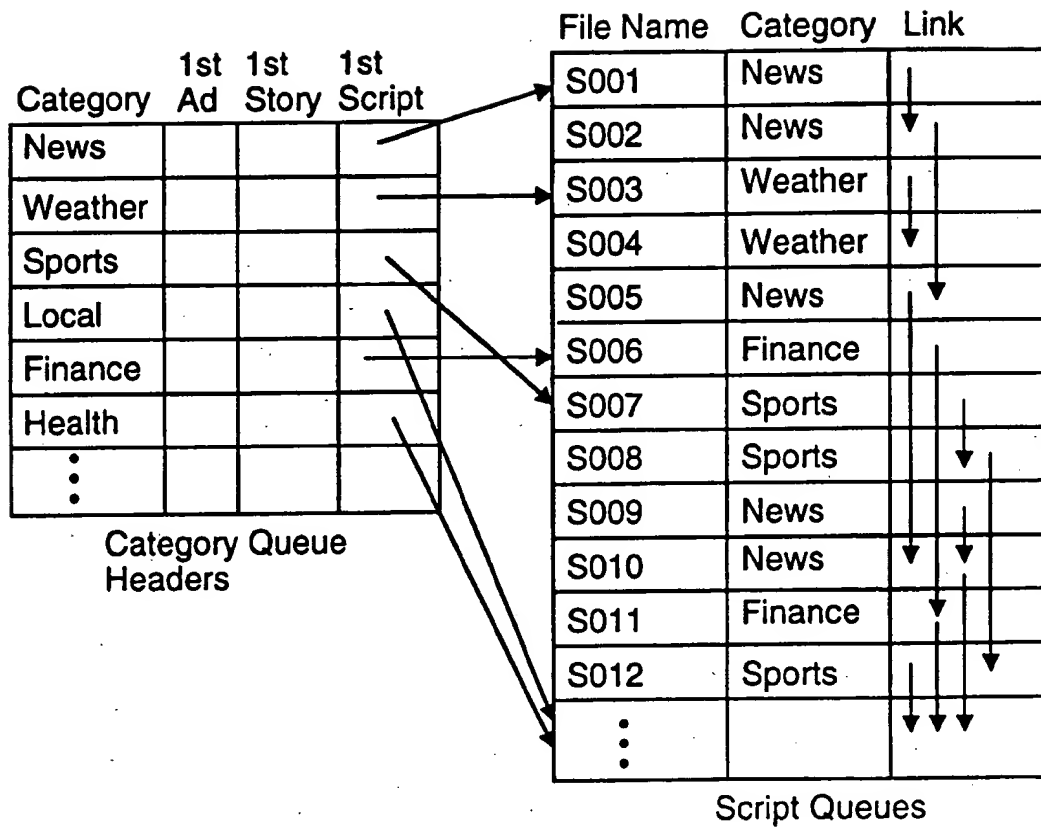 Category 1st Ad 1st Story 1st Script
News
Weather
Sports
Local
Finance
Health
Category Queue
Headers
File Name Category Link
S001 News
S002 News
S003 Weather
S004 Weather
S005 News
S006 Finance
S007 Sports
S008 Sports
S009 News
S010 News
S011 Finance
S012 Sports
Script Queues